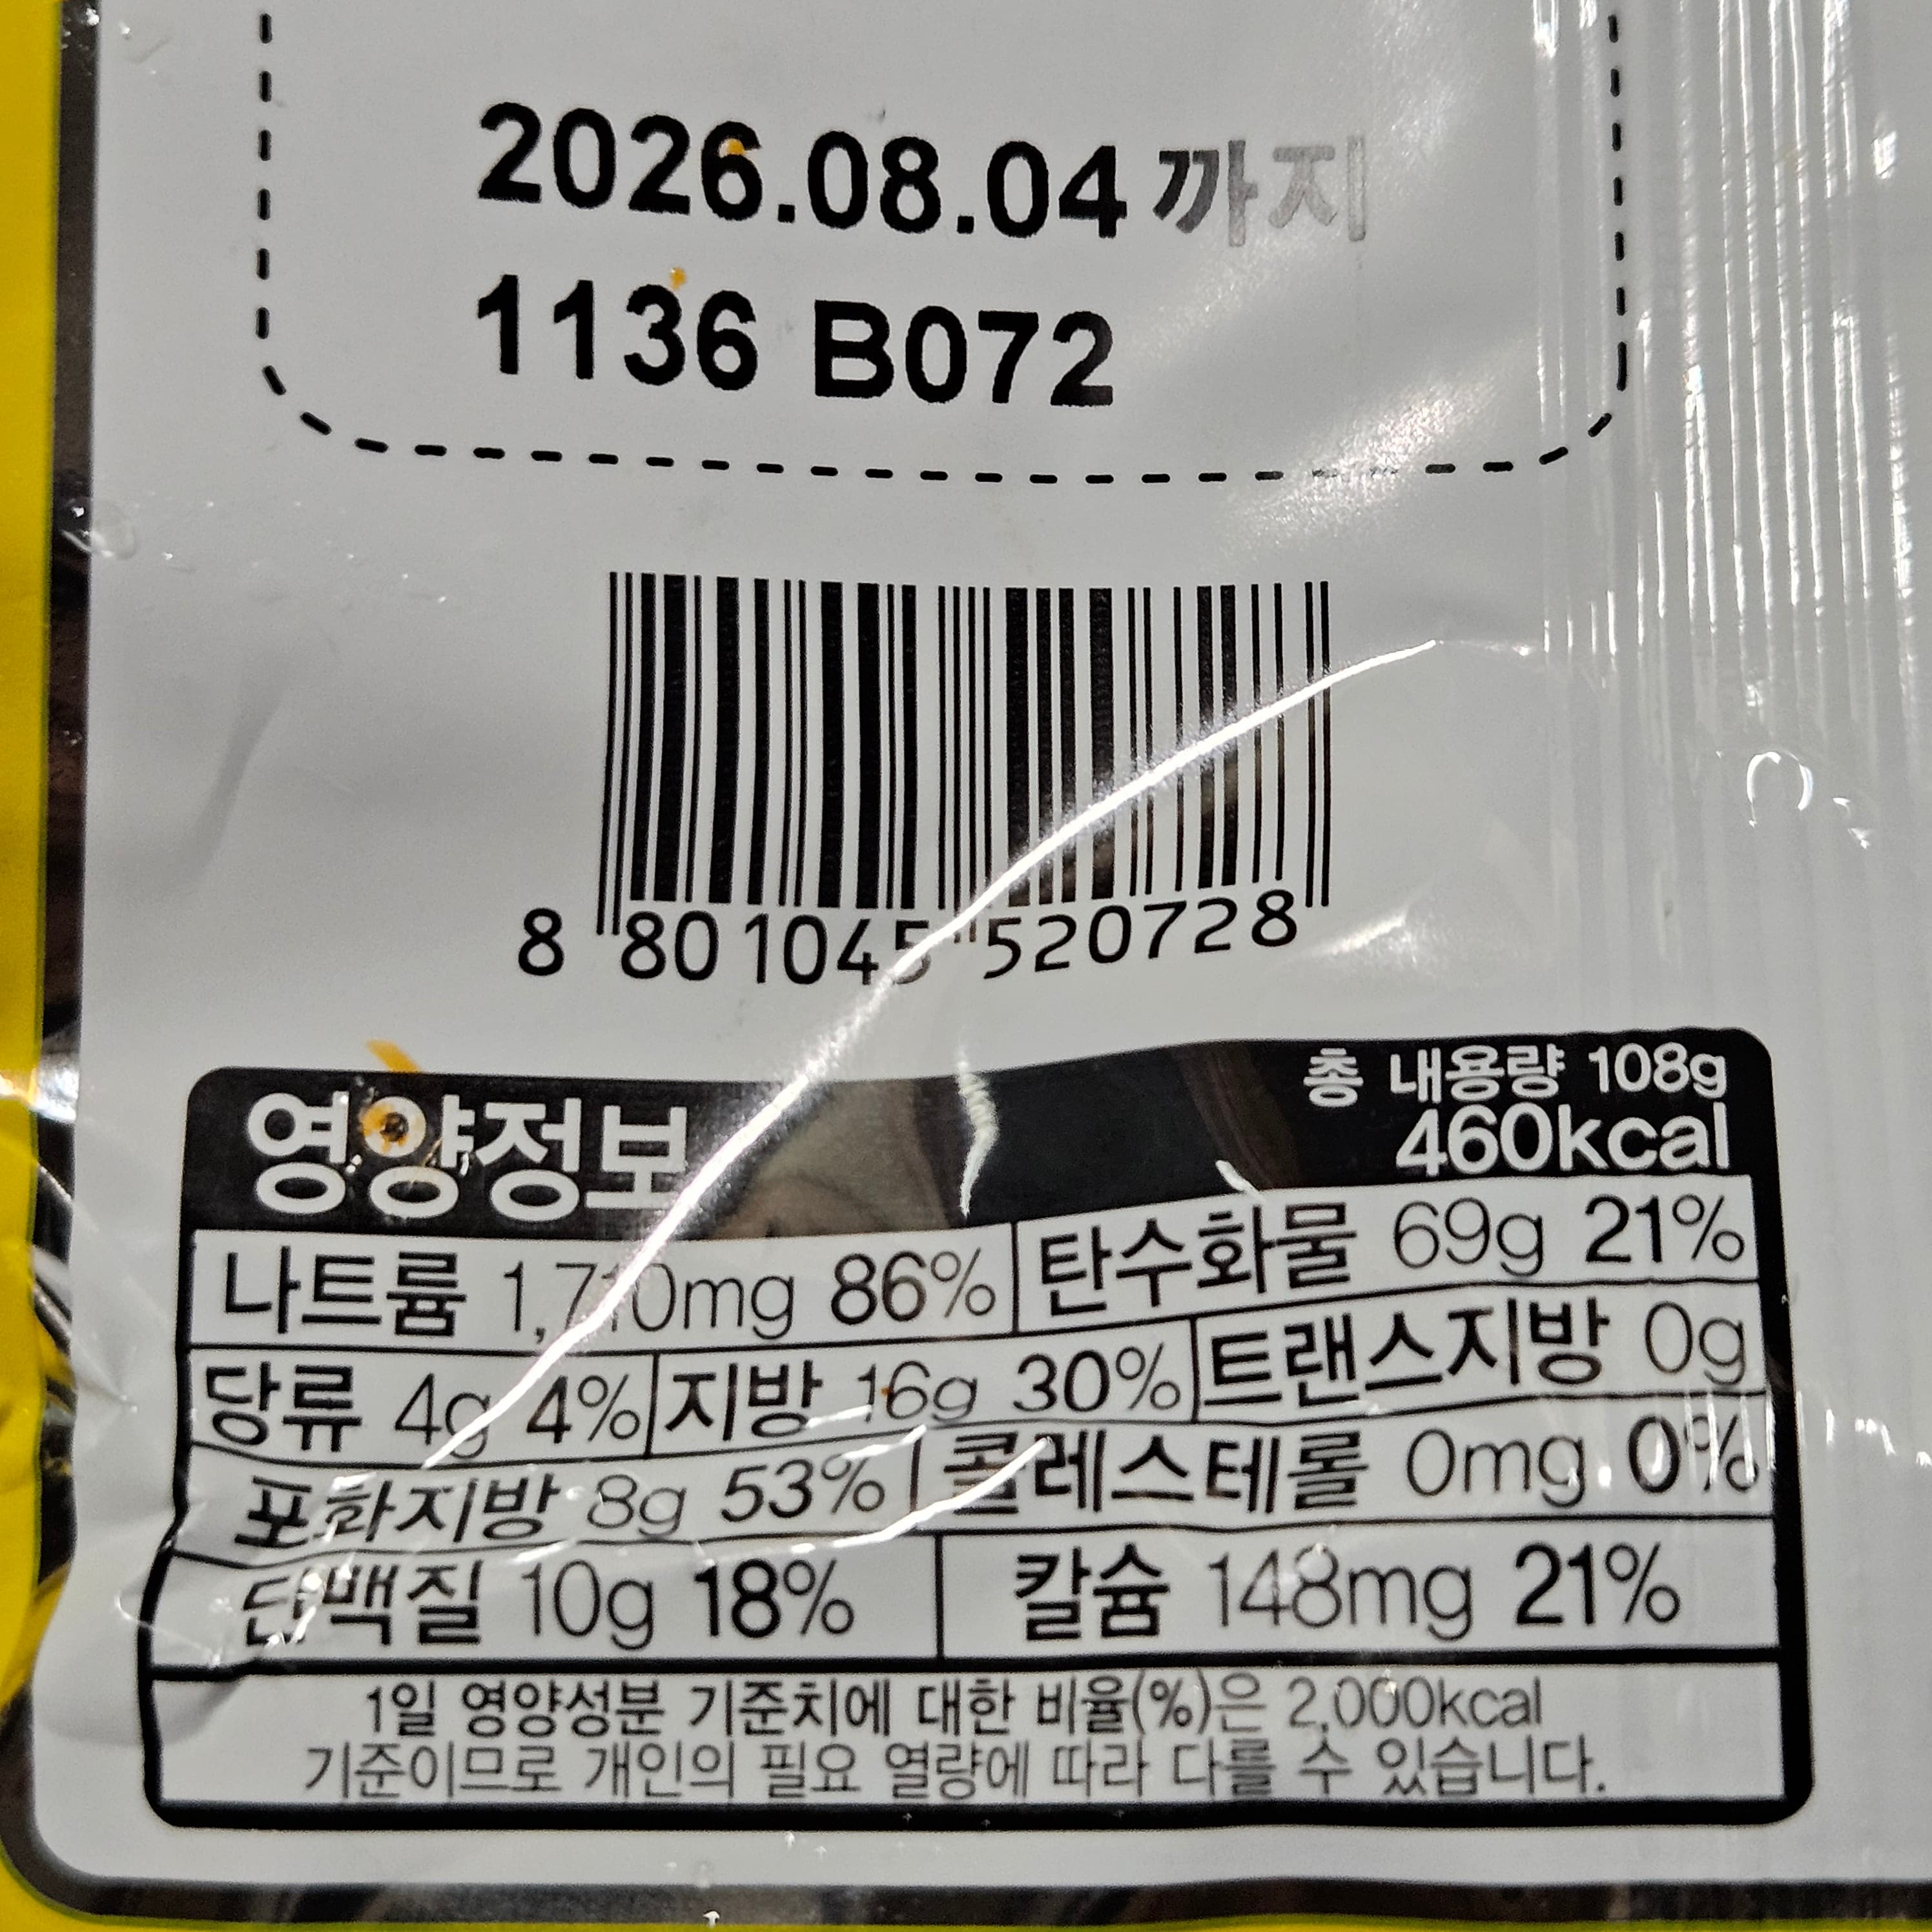 2026.08.04까지
1136 B072
8 801045 520728
영양정보
총 내용량 108g
460kcal
나트륨 1,710mg 86% 탄수화물 69g 21%
당류 4g 4% 지방 16g 30% 트랜스지방 0g
포화지방 8g 53% 콜레스테롤 0mg 0%
단백질 10g 18% 칼슘 148mg 21%
1일 영양성분 기준치에 대한 비율(%)은 2,000kcal
기준이므로 개인의 필요 열량에 따라 다를 수 있습니다.